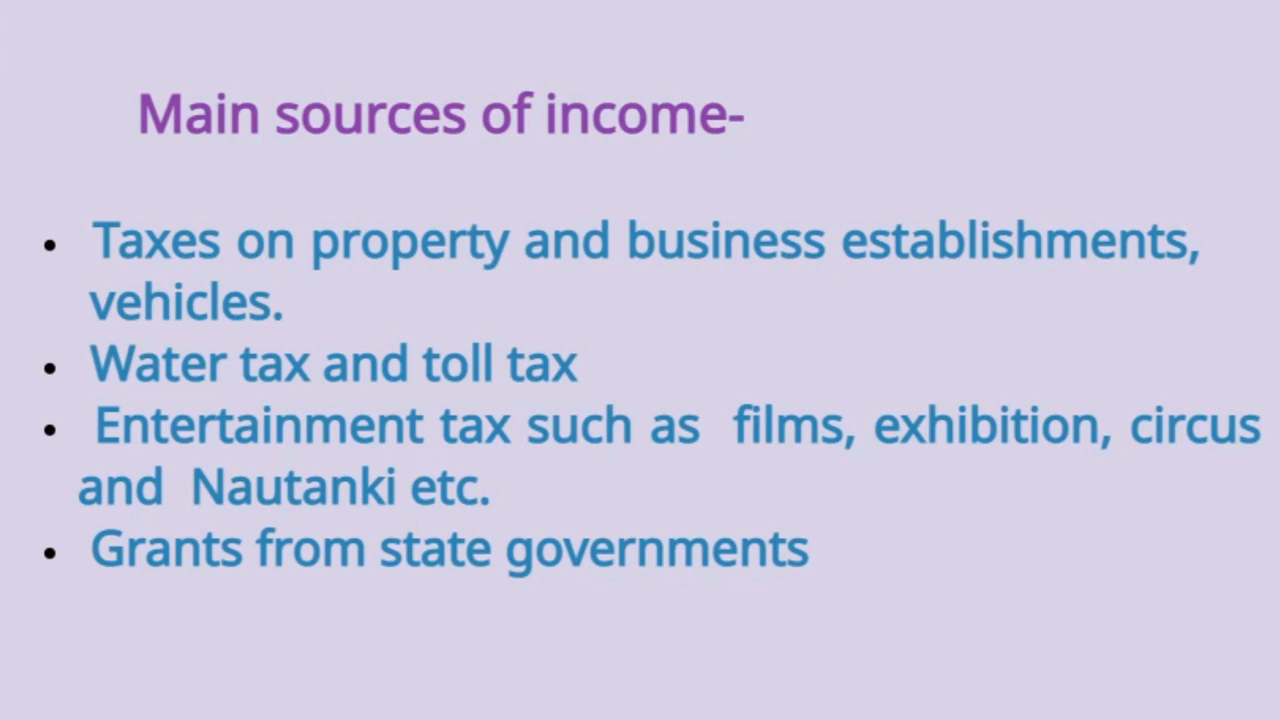 Main sources of income-
• Taxes on property and business establishments,
vehicles.
• Water tax and toll tax
• Entertainment tax such as films, exhibition, circus
and Nautanki etc.
• Grants from state governments